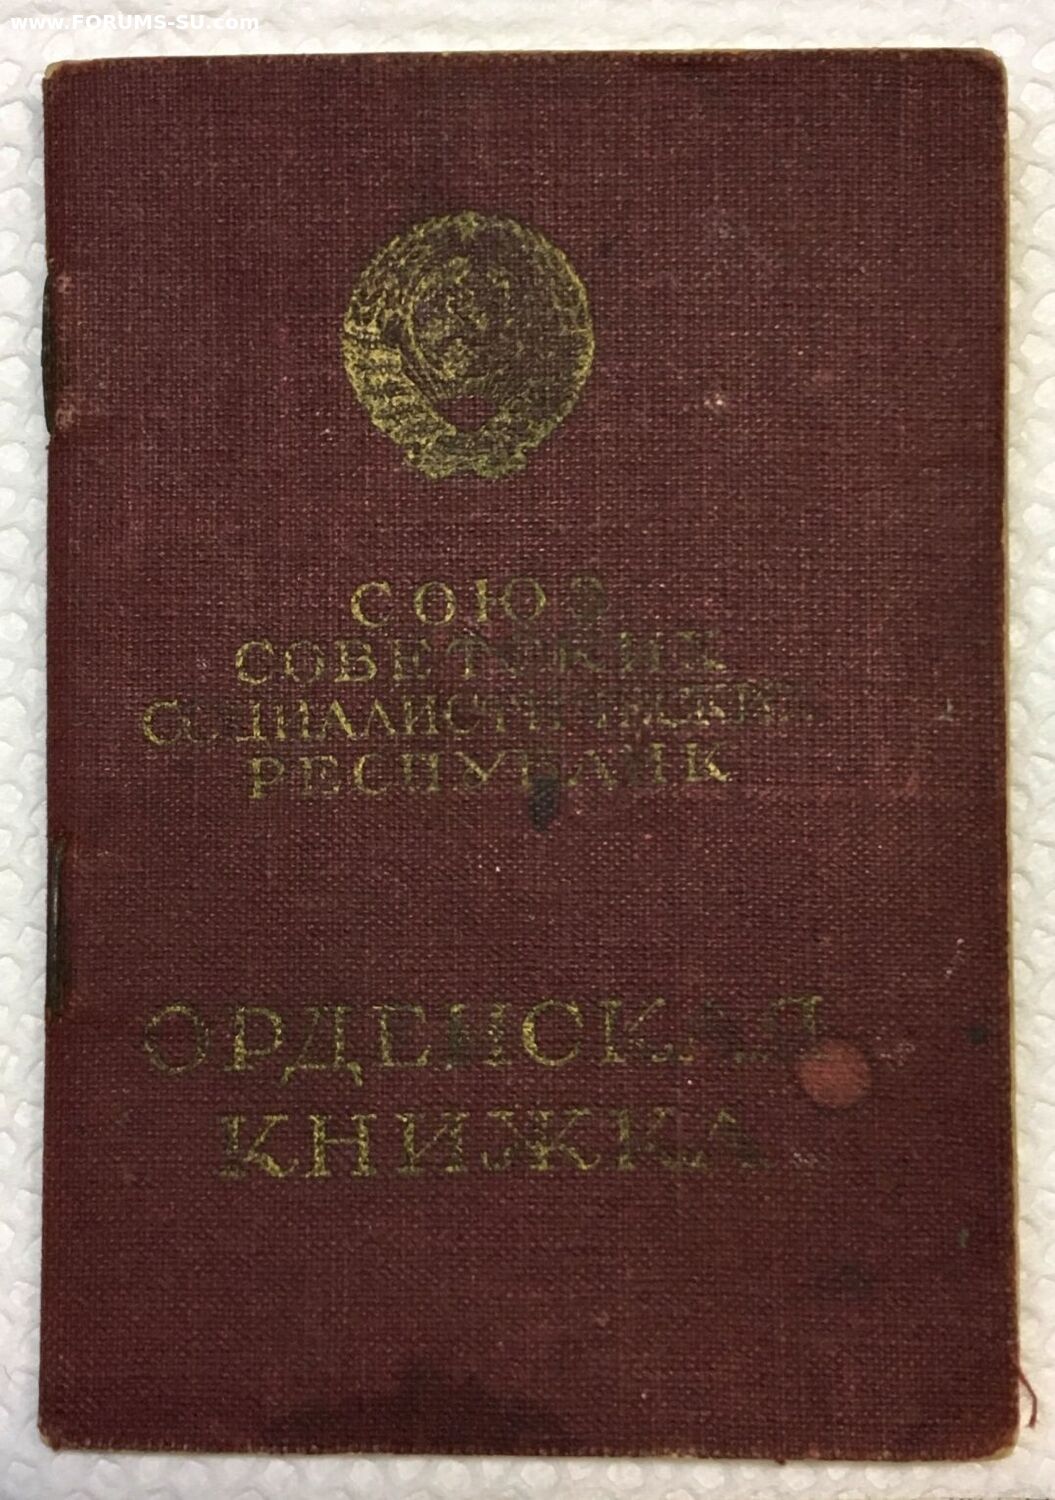 www.FORUMS-SU.com
СОЮЗ
СОВЕТСКИХ
СОЦИАЛИСТИЧЕСКИХ
РЕСПУБЛИК
ОРДЕНСКАЯ
КНИЖКА